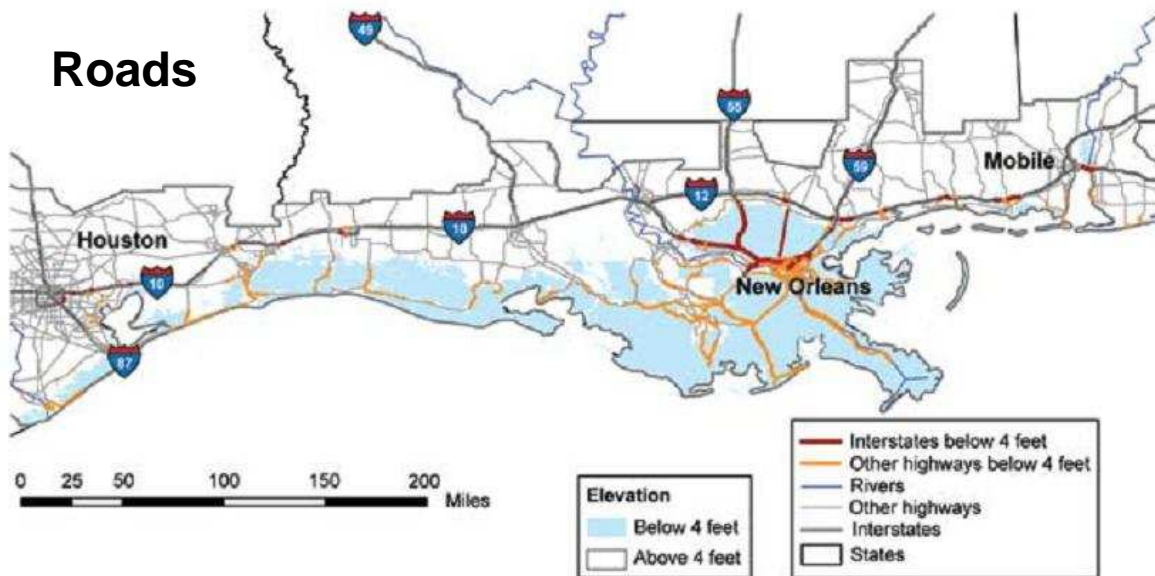 Roads
49
55
59
Mobile
12
Houston
10
10
New Orleans
87
0 25 50 100 150 200
Miles
Elevation
Below 4 feet
Above 4 feet
Interstates below 4 feet
Other highways below 4 feet
Rivers
Other highways
Interstates
States